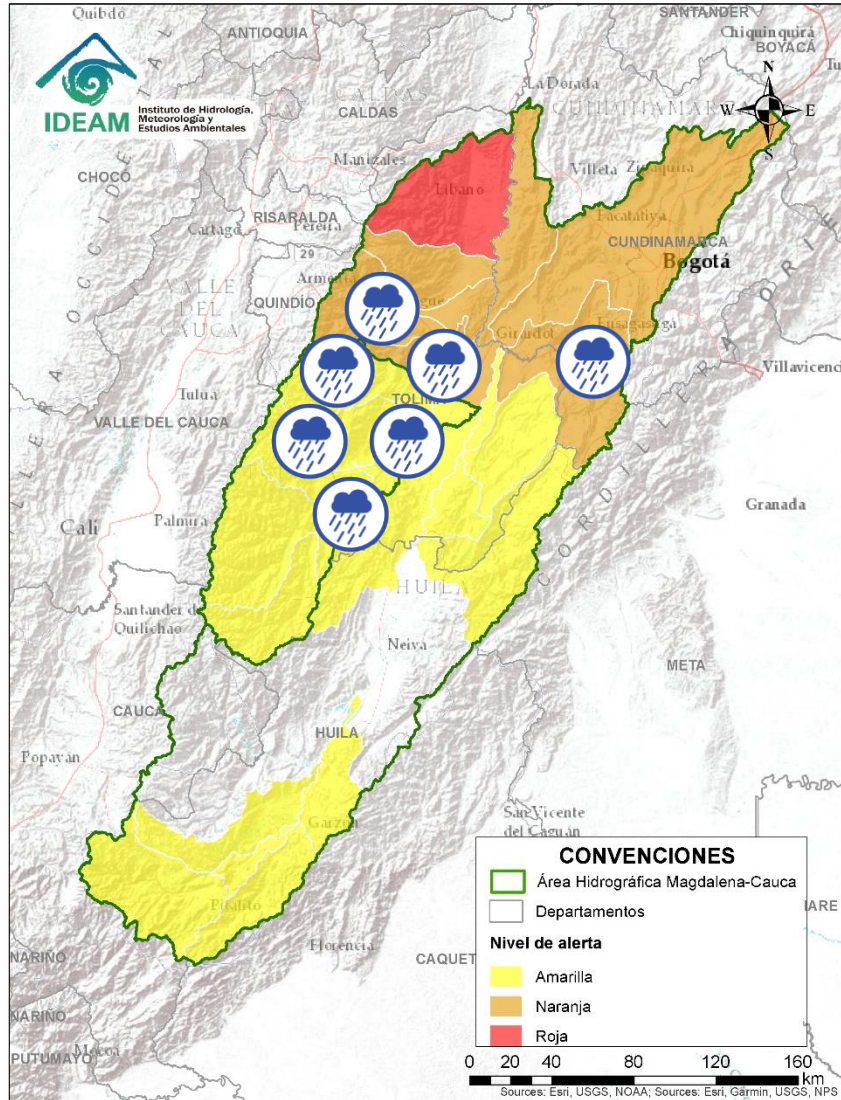 Quibdó
ANTIOQUIA
SANTANDER
Chiquinquirá
BOYACÁ
IDEAM
Instituto de Hidrología,
Meteorología y
Estudios Ambientales
La Dorada
CALDAS
N
W
E
S
CHOCÓ
Manizales
Líbano
Villeta
Zipaquirá
RISARALDA
Pereira
Cartago
Facatativá
CUNDINAMARCA
Bogotá
29
Armenia
VALLE
DEL
CAUCA
QUINDÍO
Girardot
Fusagasugá
Villavicencio
Tuluá
TOLIMA
VALLE DEL CAUCA
CORDILLERA ORIE
Granada
Cali
Palmira
HUILA
Santander de
Quilichao
Neiva
META
CAUCA
HUILA
Popayán
San Vicente
del Caguán
Garzón
Pitalito
Florencia
CAQUET
IARE
NARIÑO
NARIÑO
PUTUMAYO
Mocoa
CONVENCIONES
Área Hidrográfica Magdalena-Cauca
Departamentos
Nivel de alerta
Amarilla
Naranja
Roja
0 20 40 80 120 160
km
Sources: Esri, USGS, NOAA; Sources: Esri, Garmin, USGS, NPS